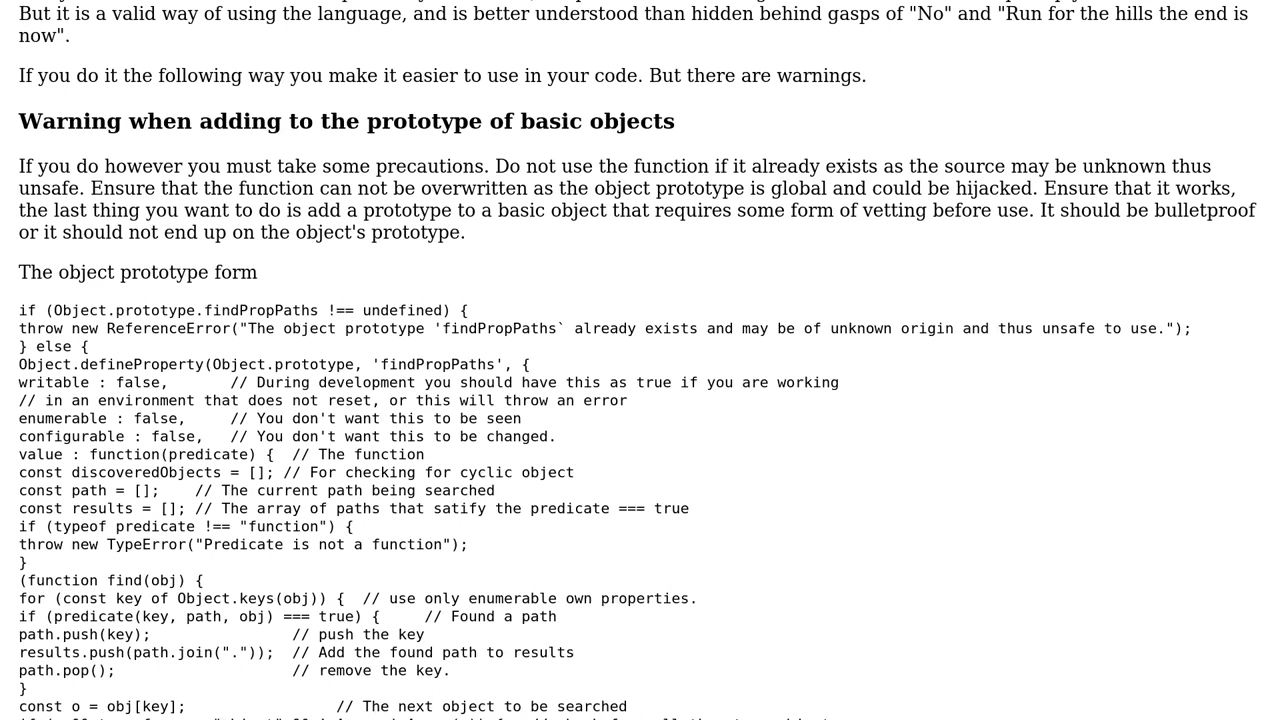 But it is a valid way of using the language, and is better understood than hidden behind gasps of "No" and "Run for the hills the end is
now".
If you do it the following way you make it easier to use in your code. But there are warnings.
Warning when adding to the prototype of basic objects
If you do however you must take some precautions. Do not use the function if it already exists as the source may be unknown thus
unsafe. Ensure that the function can not be overwritten as the object prototype is global and could be hijacked. Ensure that it works,
the last thing you want to do is add a prototype to a basic object that requires some form of vetting before use. It should be bulletproof
or it should not end up on the object's prototype.
The object prototype form
if (Object.prototype.findPropPaths !== undefined) {
throw new ReferenceError("The object prototype 'findPropPaths` already exists and may be of unknown origin and thus unsafe to use.");
} else {
Object.defineProperty(Object.prototype, 'findPropPaths', {
writable : false,       // During development you should have this as true if you are working
// in an environment that does not reset, or this will throw an error
enumerable : false,     // You don't want this to be seen
configurable : false,   // You don't want this to be changed.
value : function(predicate) {  // The function
const discoveredObjects = []; // For checking for cyclic object
const path = [];    // The current path being searched
const results = []; // The array of paths that satify the predicate === true
if (typeof predicate !== "function") {
throw new TypeError("Predicate is not a function");
}
(function find(obj) {
for (const key of Object.keys(obj)) {  // use only enumerable own properties.
if (predicate(key, path, obj) === true) {     // Found a path
path.push(key);                // push the key
results.push(path.join("."));  // Add the found path to results
path.pop();                    // remove the key.
}
const o = obj[key];                 // The next object to be searched